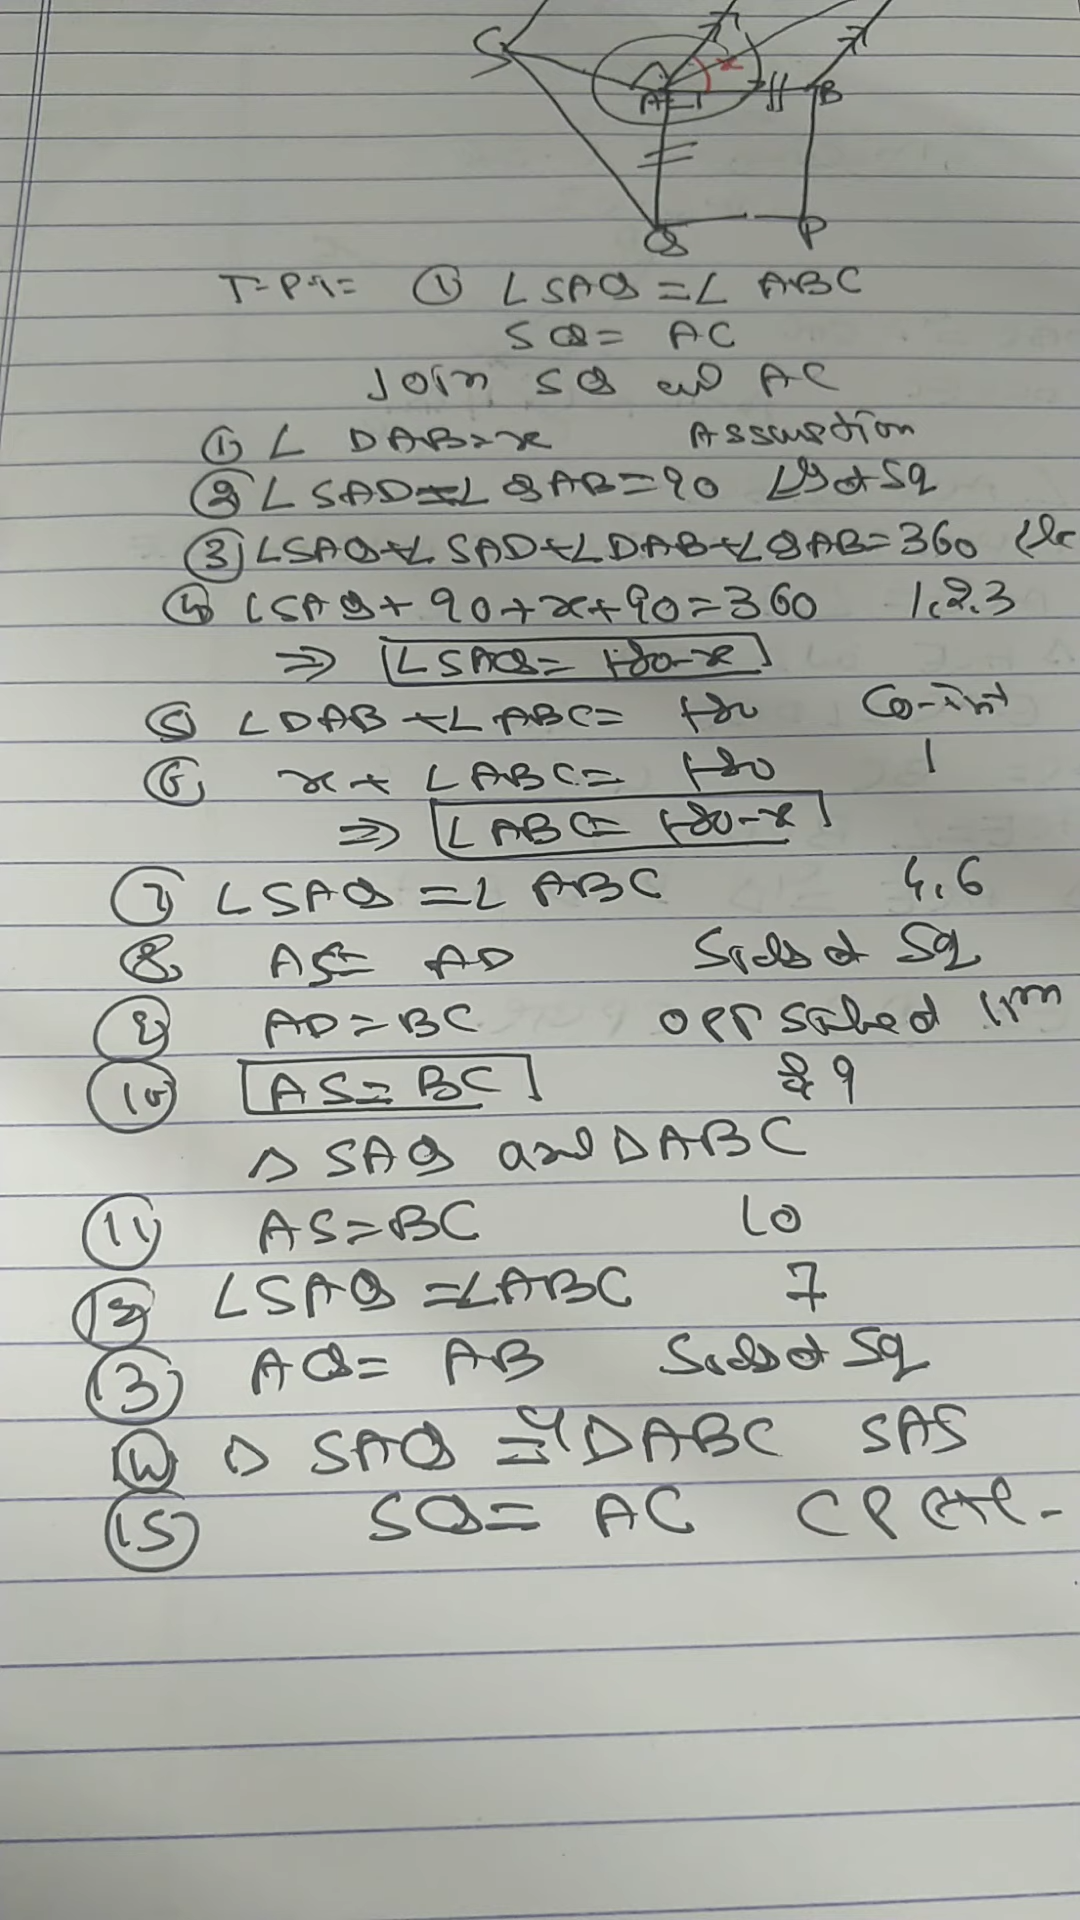 S
x
A
B
Q
P
T.P.T = ① ∠SAQ = ∠ABC
SQ = AC
Join SQ and AC
① ∠DAB = x Assumption
② ∠SAD = ∠QAB = 90 ∠s of Sq
③ ∠SAQ + ∠SAD + ∠DAB + ∠QAB = 360
④ ∠SAQ + 90 + x + 90 = 360 1,2,3
⇒ ∠SAQ = 180 - x
⑤ ∠DAB + ∠ABC = 180 Co-int
⑥ x + ∠ABC = 180 1
⇒ ∠ABC = 180 - x
⑦ ∠SAQ = ∠ABC 4,6
⑧ AS = AD Sides of Sq
⑨ AD = BC opp sides of ||m
⑩ AS = BC 8 9
Δ SAQ and Δ ABC
⑪ AS = BC 10
⑫ ∠SAQ = ∠ABC 7
⑬ AQ = AB Sides of Sq
⑭ Δ SAQ ≅ Δ ABC SAS
⑮ SQ = AC CPCTC